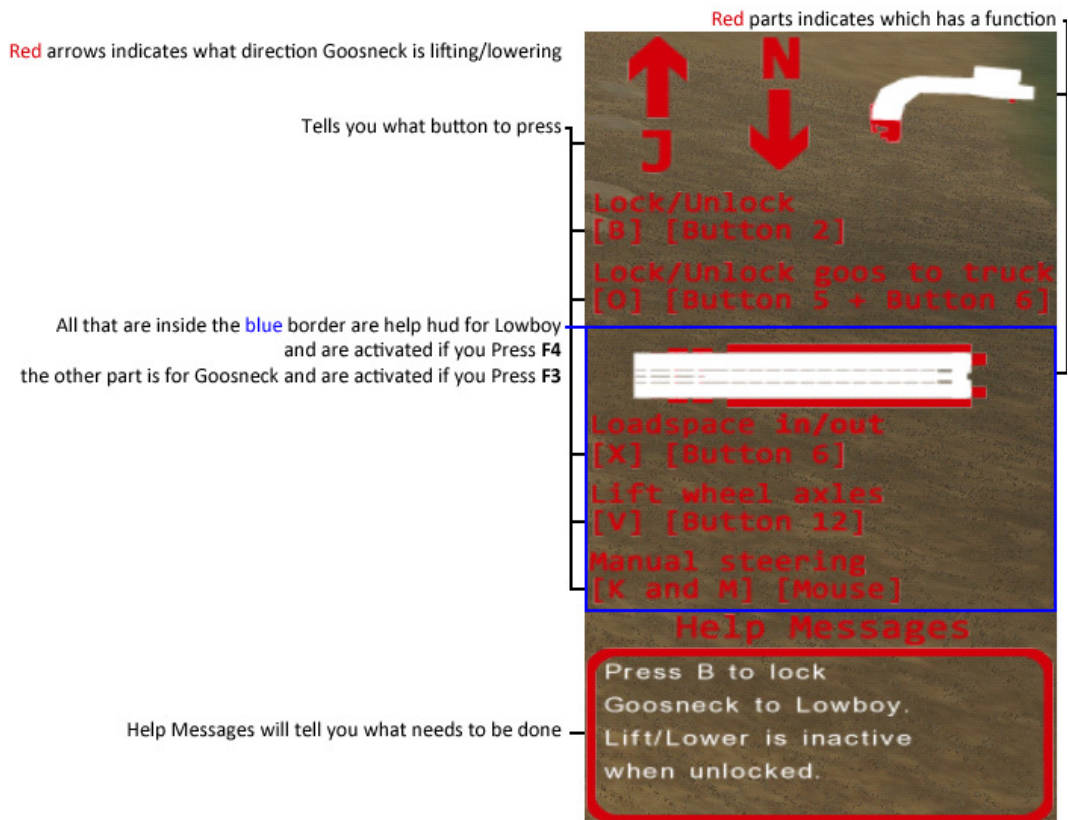 Red parts indicates which has a function
Red arrows indicates what direction Goosneck is lifting/lowering
N
J
Tells you what button to press
Lock/Unlock
[B] [Button 2]
Lock/Unlock goos to truck
[O] [Button 5 + Button 6]
All that are inside the blue border are help hud for Lowboy
and are activated if you Press F4
the other part is for Goosneck and are activated if you Press F3
Loadspace in/out
[X] [Button 6]
Lift wheel axles
[V] [Button 12]
Manual steering
[K and M] [Mouse]
Help Messages
Press B to lock
Goosneck to Lowboy.
Lift/Lower is inactive
when unlocked.
Help Messages will tell you what needs to be done